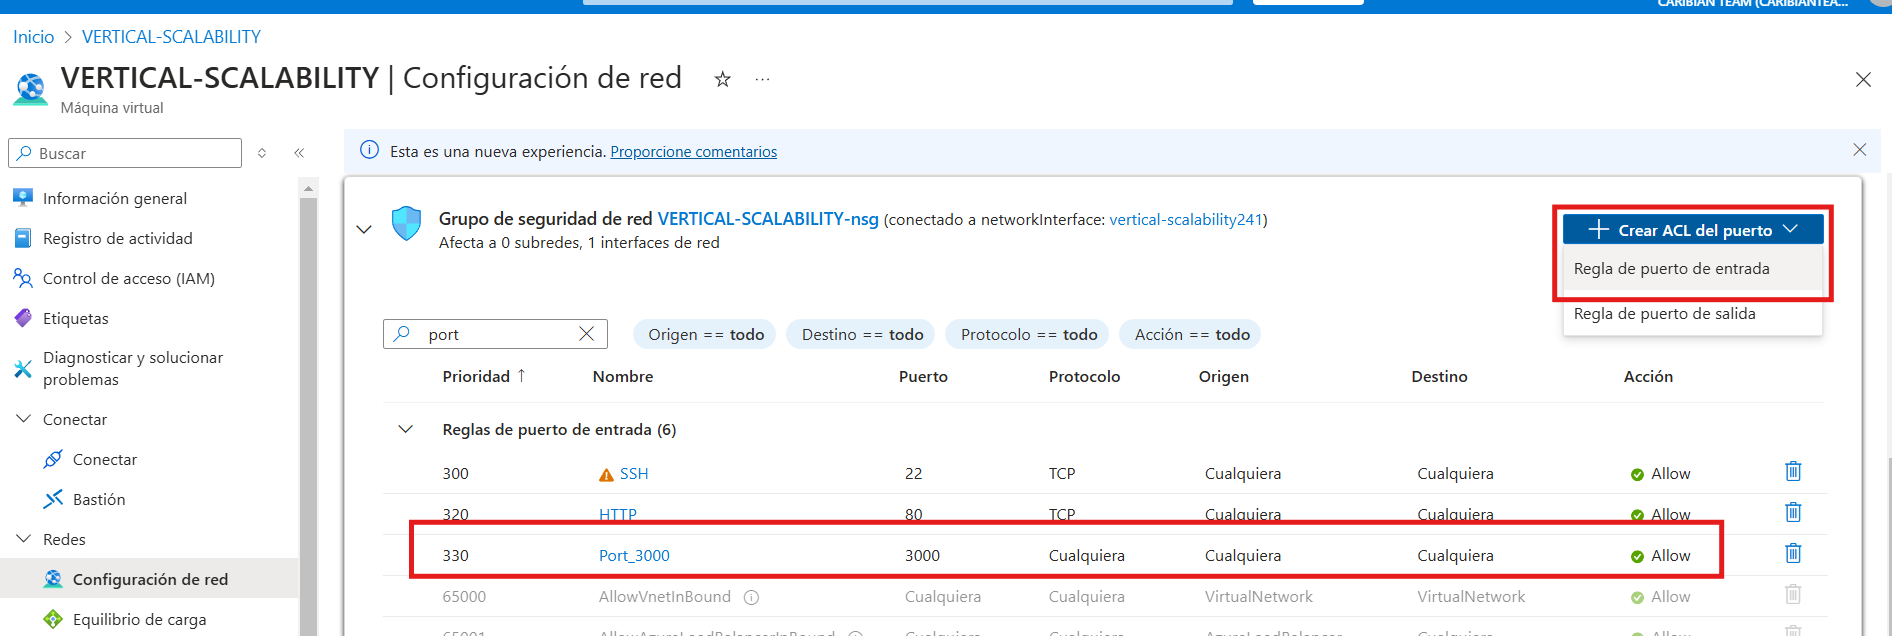 CARIBIAN TEAM (CARIBIANTEA...
Inicio > VERTICAL-SCALABILITY
VERTICAL-SCALABILITY | Configuración de red
Máquina virtual
Buscar
Información general
Registro de actividad
Control de acceso (IAM)
Etiquetas
Diagnosticar y solucionar
problemas
Conectar
Conectar
Bastión
Redes
Configuración de red
Equilibrio de carga
Esta es una nueva experiencia. Proporcione comentarios
Grupo de seguridad de red VERTICAL-SCALABILITY-nsg (conectado a networkInterface: vertical-scalability241)
Afecta a 0 subredes, 1 interfaces de red
Crear ACL del puerto
Regla de puerto de entrada
Regla de puerto de salida
port
Origen == todo
Destino == todo
Protocolo == todo
Acción == todo
Prioridad ↑ Nombre Puerto Protocolo Origen Destino Acción
Reglas de puerto de entrada (6)
300 SSH 22 TCP Cualquiera Cualquiera Allow
320 HTTP 80 TCP Cualquiera Cualquiera Allow
330 Port_3000 3000 Cualquiera Cualquiera Cualquiera Allow
65000 AllowVnetInBound Cualquiera Cualquiera VirtualNetwork VirtualNetwork Allow
65001 AllowAzureLoadBalancerInBound Cualquiera Cualquiera AzureLoadBalancer Cualquiera Allow